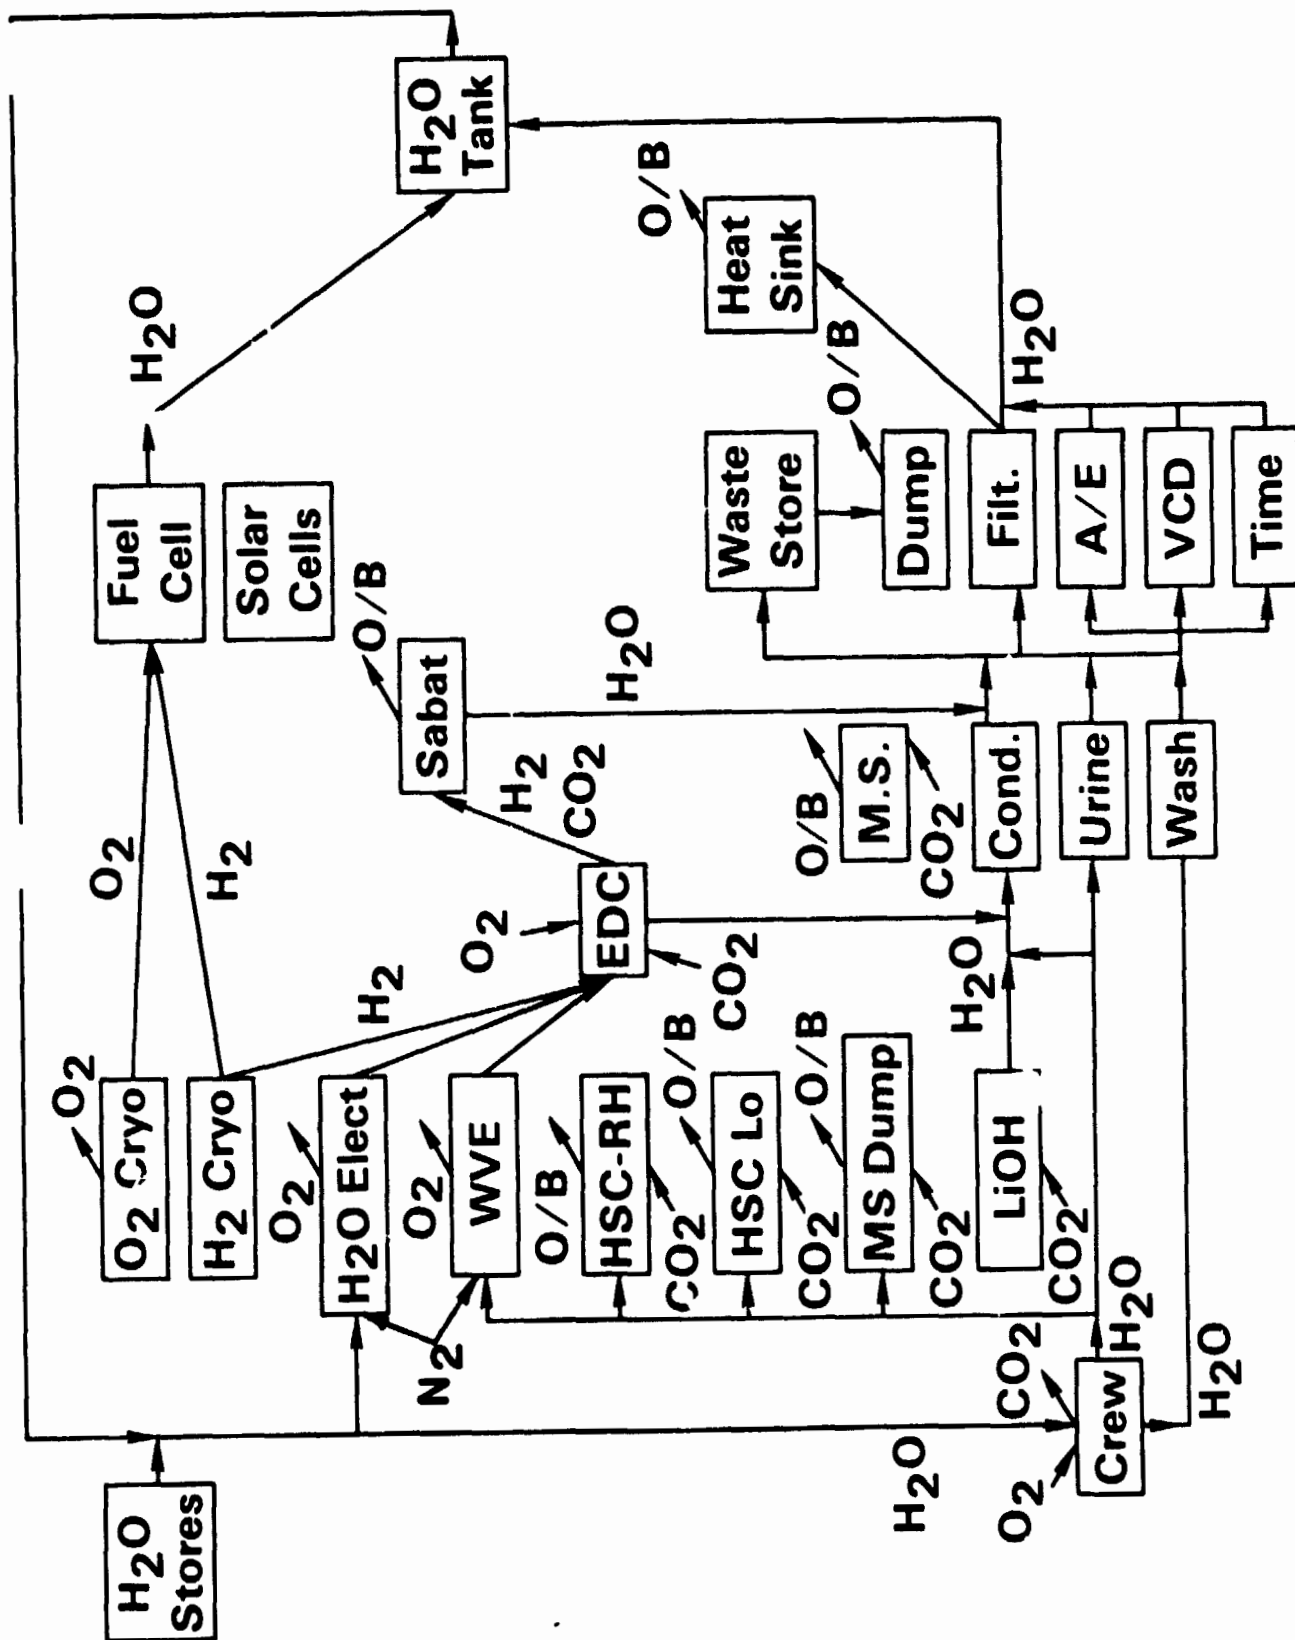 H2O
Stores
O2 Cryo
O2
H2 Cryo
O2
H2
H2O Elect
O2
H2
N2
WVE
O2
HSC-RH
O/B
CO2
HSC Lo
O/B
CO2
MS Dump
O/B
CO2
LiOH
CO2
H2O
H2O
O2
Crew
CO2
H2O
H2O
EDC
O2
CO2
H2
CO2
Sabat
O/B
H2O
M.S.
O/B
CO2
Cond.
Urine
Wash
Fuel
Cell
Solar
Cells
H2O
H2O
Tank
Waste
Store
Dump
O/B
Filt.
A/E
VCD
Time
H2O
Heat
Sink
O/B